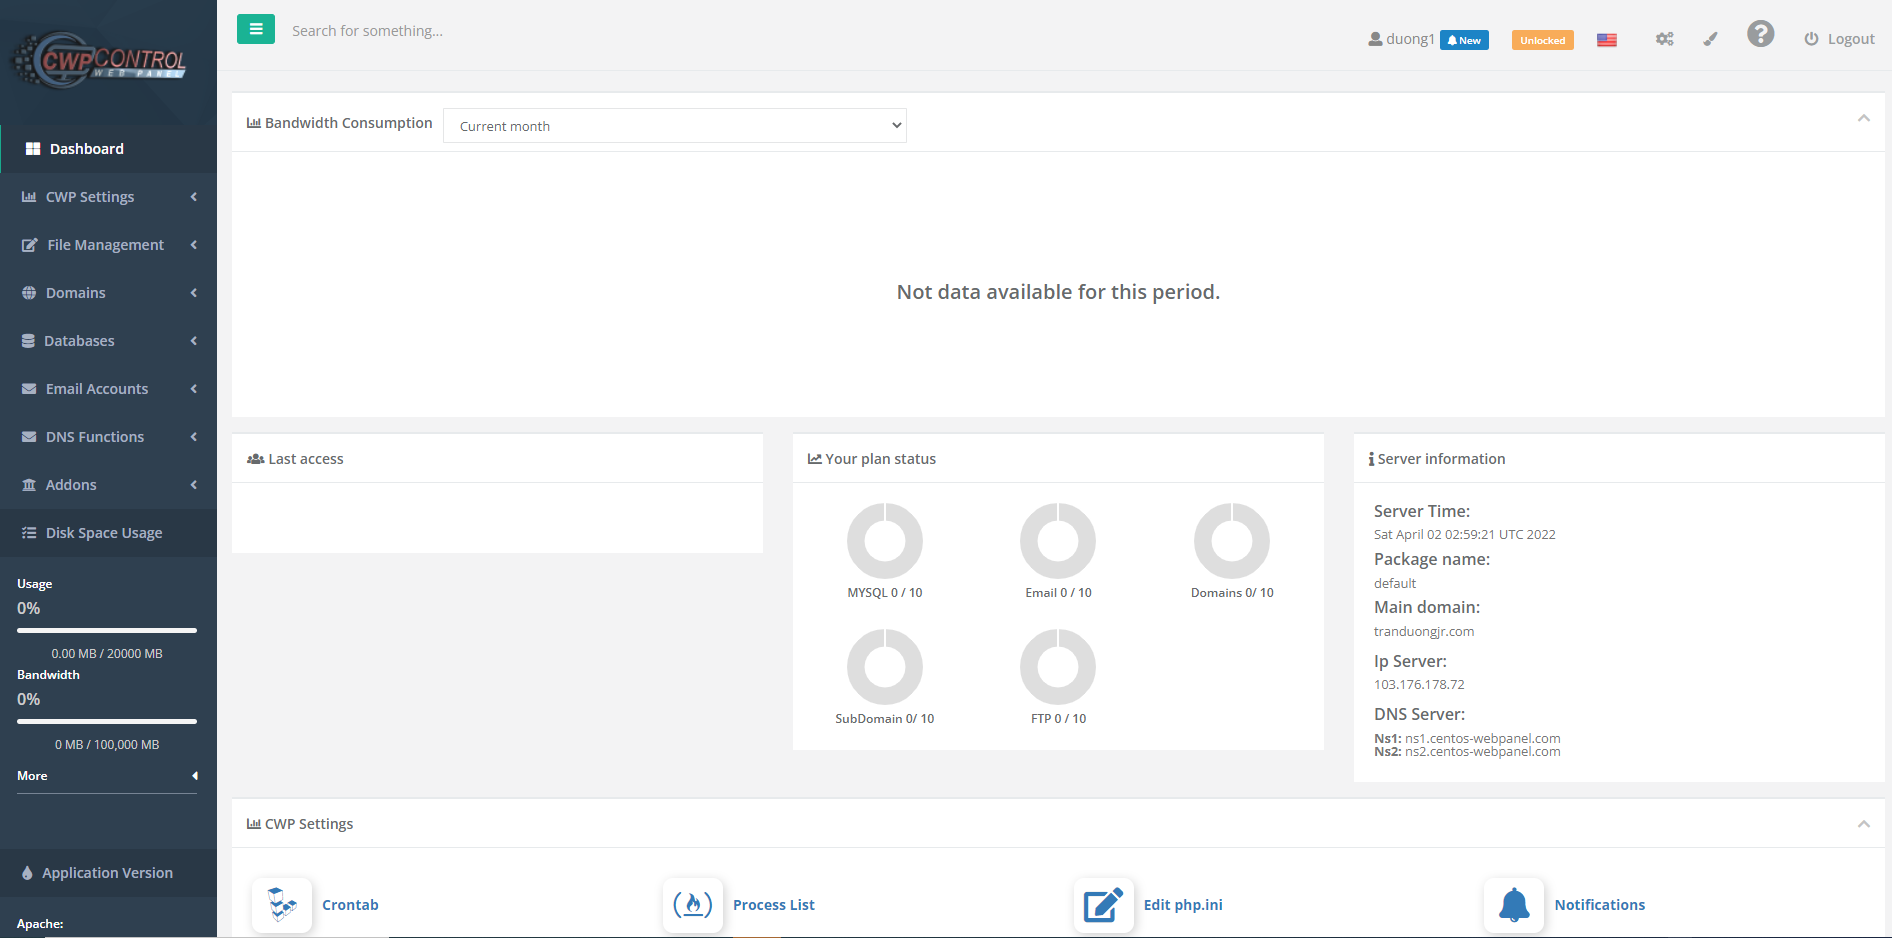 CWP CONTROL
WEB PANEL
Search for something...
duong1
New
Unlocked
Logout
Dashboard
CWP Settings
File Management
Domains
Databases
Email Accounts
DNS Functions
Addons
Disk Space Usage
Usage
0%
0.00 MB / 20000 MB
Bandwidth
0%
0 MB / 100,000 MB
More
Application Version
Apache:
Bandwidth Consumption
Current month
Not data available for this period.
Last access
Your plan status
MYSQL 0 / 10
Email 0 / 10
Domains 0/ 10
SubDomain 0/ 10
FTP 0 / 10
Server information
Server Time:
Sat April 02 02:59:21 UTC 2022
Package name:
default
Main domain:
tranduongjr.com
Ip Server:
103.176.178.72
DNS Server:
Ns1: ns1.centos-webpanel.com
Ns2: ns2.centos-webpanel.com
CWP Settings
Crontab
Process List
Edit php.ini
Notifications